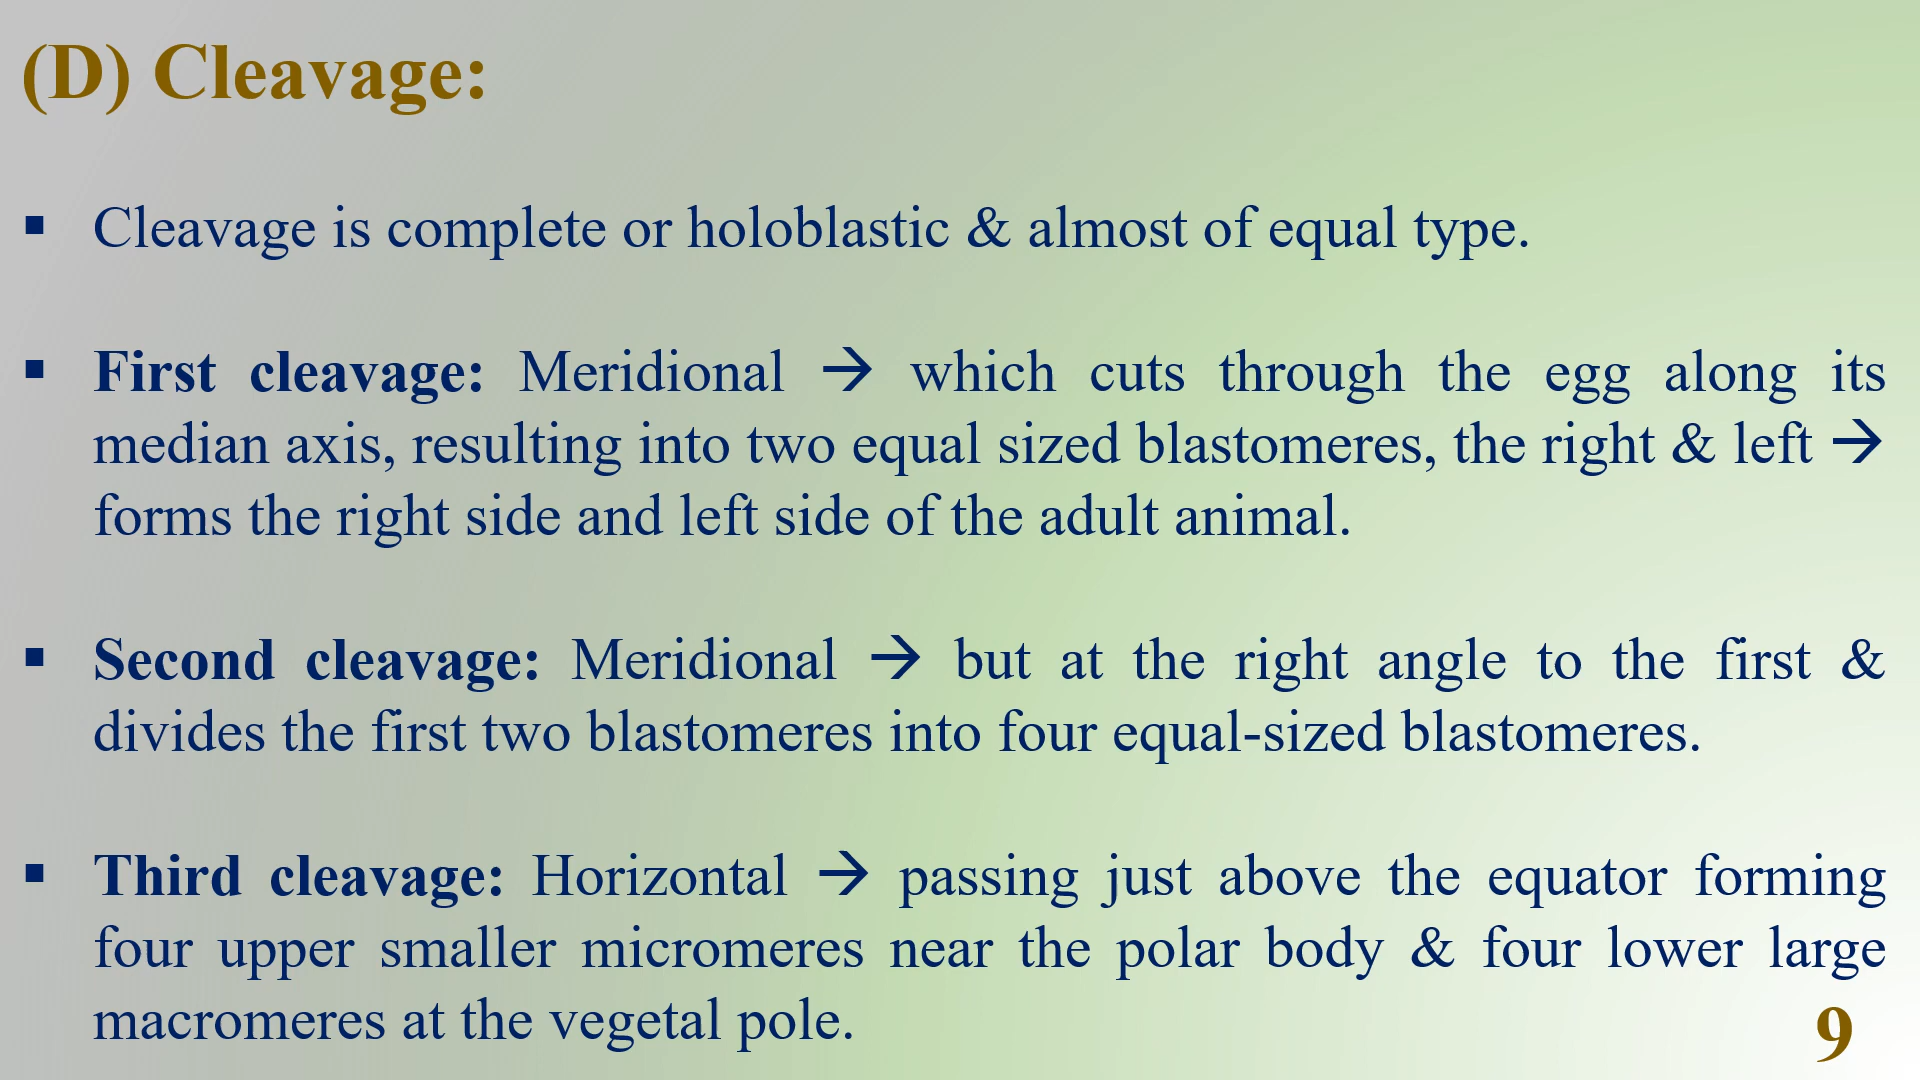 (D) Cleavage:
▪ Cleavage is complete or holoblastic & almost of equal type.
▪ First cleavage: Meridional → which cuts through the egg along its
median axis, resulting into two equal sized blastomeres, the right & left →
forms the right side and left side of the adult animal.
▪ Second cleavage: Meridional → but at the right angle to the first &
divides the first two blastomeres into four equal-sized blastomeres.
▪ Third cleavage: Horizontal → passing just above the equator forming
four upper smaller micromeres near the polar body & four lower large
macromeres at the vegetal pole.
9